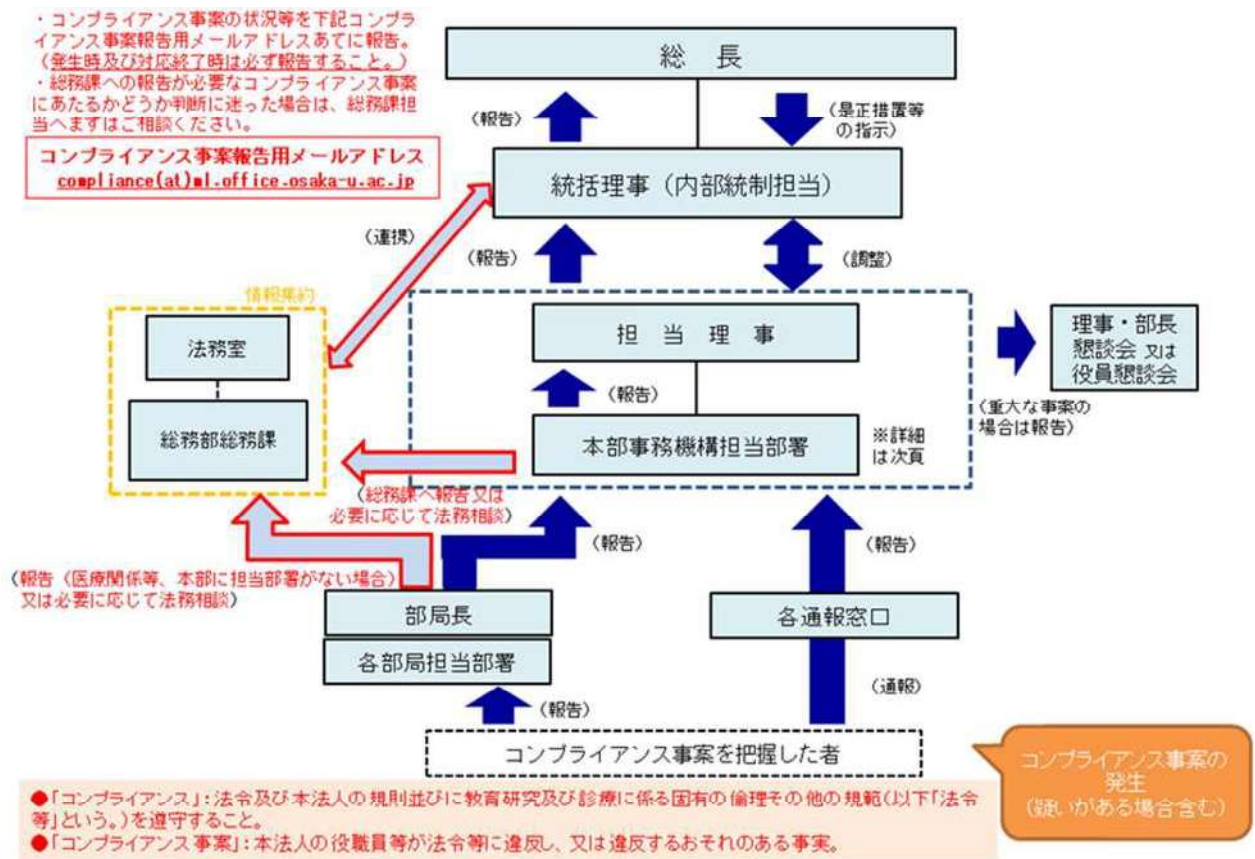 ・コンプライアンス事案の状況等を下記コンプラ
イアンス事案報告用メールアドレスあてに報告。
（発生時及び対応終了時は必ず報告すること。）
・総務課への報告が必要なコンプライアンス事案
にあたるかどうか判断に迷った場合は、総務課担
当へまずはご相談ください。
コンプライアンス事案報告用メールアドレス
compliance(at)ml.office.osaka-u.ac.jp
総 長
（報告）
（是正措置等
の指示）
統括理事（内部統制担当）
（連携）
（報告）
（調整）
情報集約
法務室
総務部総務課
担 当 理 事
（報告）
本部事務機構担当部署
※詳細
は次頁
理事・部長
懇談会 又は
役員懇談会
（重大な事案の
場合は報告）
（総務課へ報告又は
必要に応じて法務相談）
（報告）
（報告）
（報告（医療関係等、本部に担当部署がない場合）
又は必要に応じて法務相談）
部局長
各部局担当部署
各通報窓口
（報告）
（通報）
コンプライアンス事案を把握した者
コンプライアンス事案の
発生
（疑いがある場合含む）
●「コンプライアンス」：法令及び本法人の規則並びに教育研究及び診療に係る固有の倫理その他の規範（以下「法令
等」という。）を遵守すること。
●「コンプライアンス事案」：本法人の役職員等が法令等に違反し、又は違反するおそれのある事実。